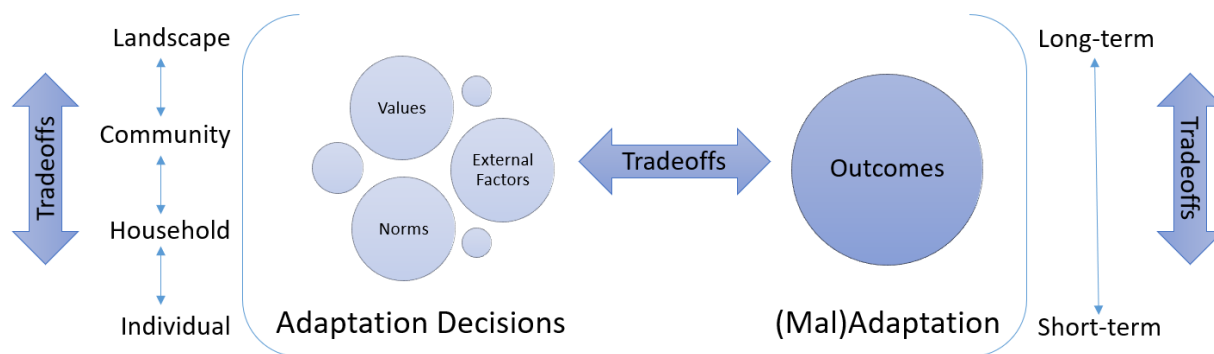 Landscape
Community
Household
Individual
Tradeoffs
Values
External
Factors
Norms
Adaptation Decisions
Tradeoffs
Outcomes
(Mal)Adaptation
Long-term
Short-term
Tradeoffs